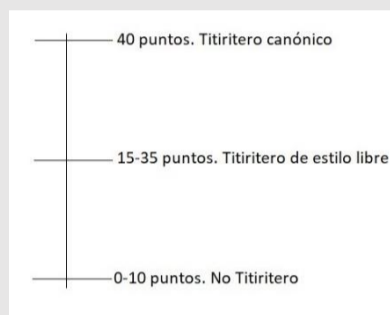 40 puntos. Titiritero canónico
15-35 puntos. Titiritero de estilo libre
0-10 puntos. No Titiritero